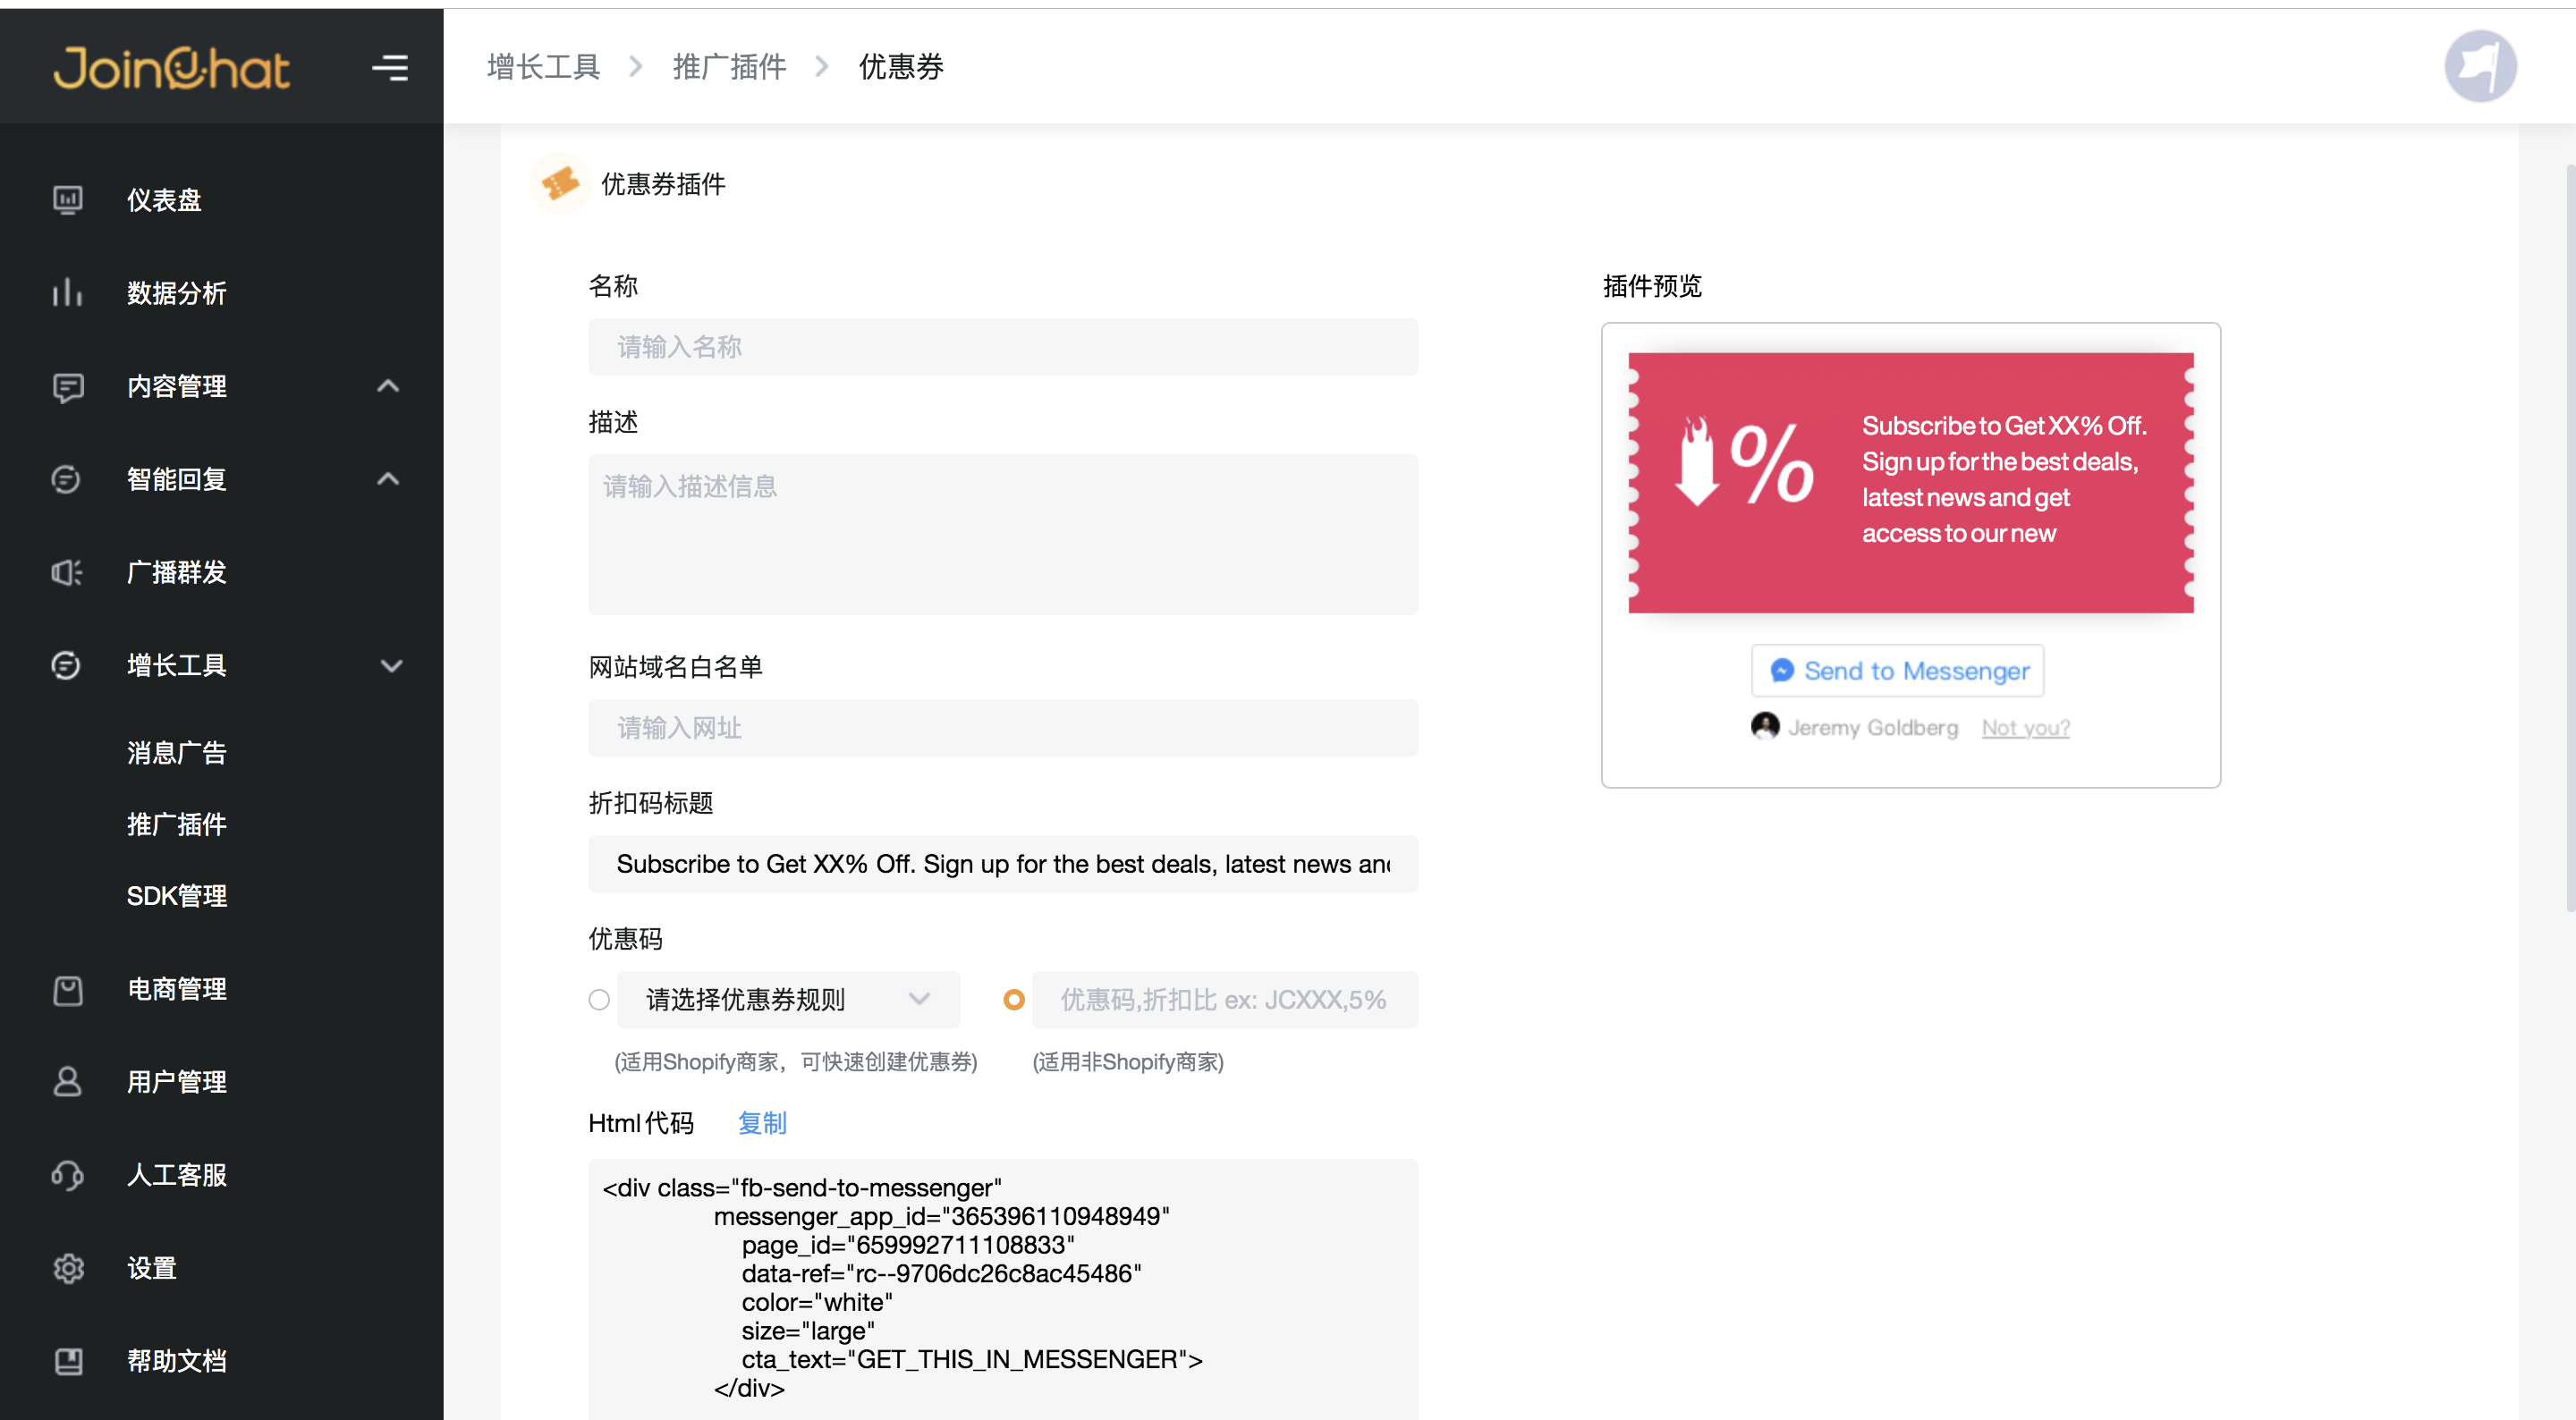 JoinChat
增长工具 > 推广插件 > 优惠券
仪表盘
数据分析
内容管理
智能回复
广播群发
增长工具
消息广告
推广插件
SDK管理
电商管理
用户管理
人工客服
设置
帮助文档
优惠券插件
名称
请输入名称
描述
请输入描述信息
网站域名白名单
请输入网址
折扣码标题
Subscribe to Get XX% Off. Sign up for the best deals, latest news and
优惠码
请选择优惠券规则
优惠码,折扣比 ex: JCXXX,5%
(适用Shopify商家，可快速创建优惠券)
(适用非Shopify商家)
Html代码 复制
<div class="fb-send-to-messenger"
messenger_app_id="365396110948949"
page_id="659992711108833"
data-ref="rc--9706dc26c8ac45486"
color="white"
size="large"
cta_text="GET_THIS_IN_MESSENGER">
</div>
插件预览
%
Subscribe to Get XX% Off.
Sign up for the best deals,
latest news and get
access to our new
Send to Messenger
Jeremy Goldberg Not you?